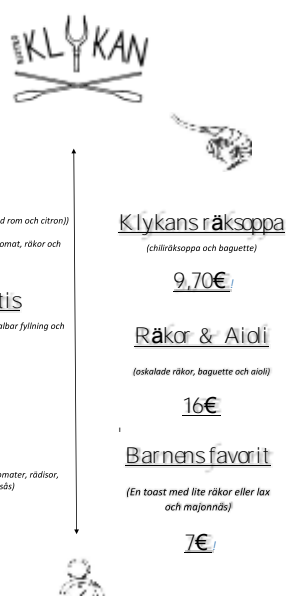 KLYKAN
d rom och citron))
omat, räkor och
tis
albar fyllning och
omater, rädisor,
sås)
Klykans räksoppa
(chiliräksoppa och baguette)
9,70€
Räkor & Aioli
(oskalade räkor, baguette och aioli)
16€
Barnens favorit
(En toast med lite räkor eller lax
och majonnäs)
7€